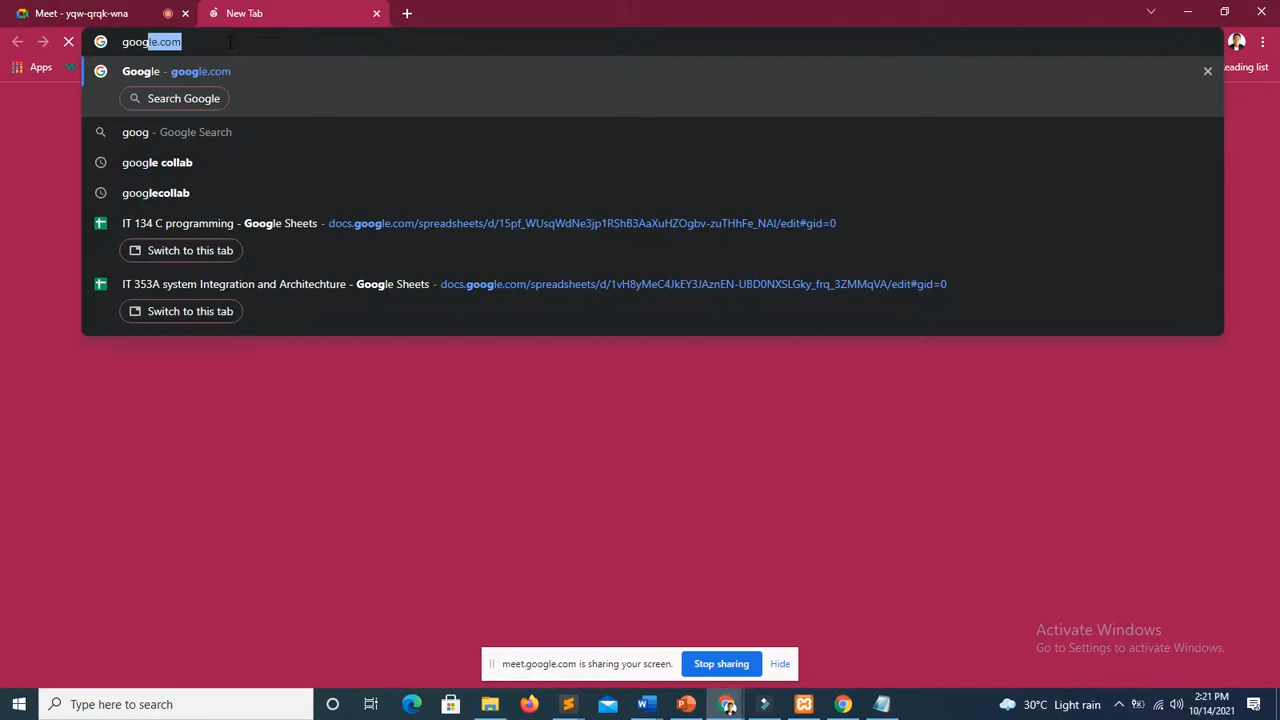 Meet - yqw-qrqk-wna
New Tab
google.com
Google - google.com
Search Google
goog - Google Search
google collab
googlecollab
IT 134 C programming - Google Sheets - docs.google.com/spreadsheets/d/15pf_WUsqWdNe3jp1RShB3AaXuHZOgbv-zuTHhFe_NAI/edit#gid=0
Switch to this tab
IT 353A system Integration and Architechture - Google Sheets - docs.google.com/spreadsheets/d/1vH8yMeC4JkEY3JAznEN-UBD0NXSLGky_frq_3ZMMqVA/edit#gid=0
Switch to this tab
Apps
eading list
Activate Windows
Go to Settings to activate Windows.
meet.google.com is sharing your screen.
Stop sharing
Hide
Type here to search
30°C Light rain
2:21 PM
10/14/2021